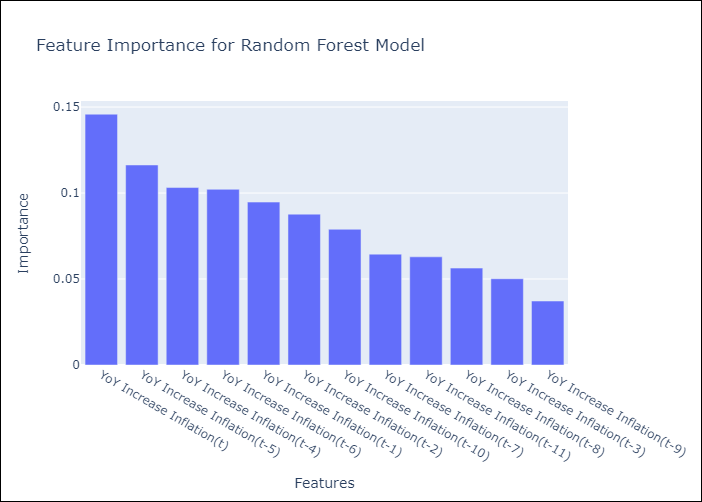 Feature Importance for Random Forest Model
Importance
0.15
0.1
0.05
0
YoY Increase Inflation(t)
YoY Increase Inflation(t-5)
YoY Increase Inflation(t-4)
YoY Increase Inflation(t-6)
YoY Increase Inflation(t-1)
YoY Increase Inflation(t-2)
YoY Increase Inflation(t-10)
YoY Increase Inflation(t-7)
YoY Increase Inflation(t-11)
YoY Increase Inflation(t-8)
YoY Increase Inflation(t-3)
YoY Increase Inflation(t-9)
Features